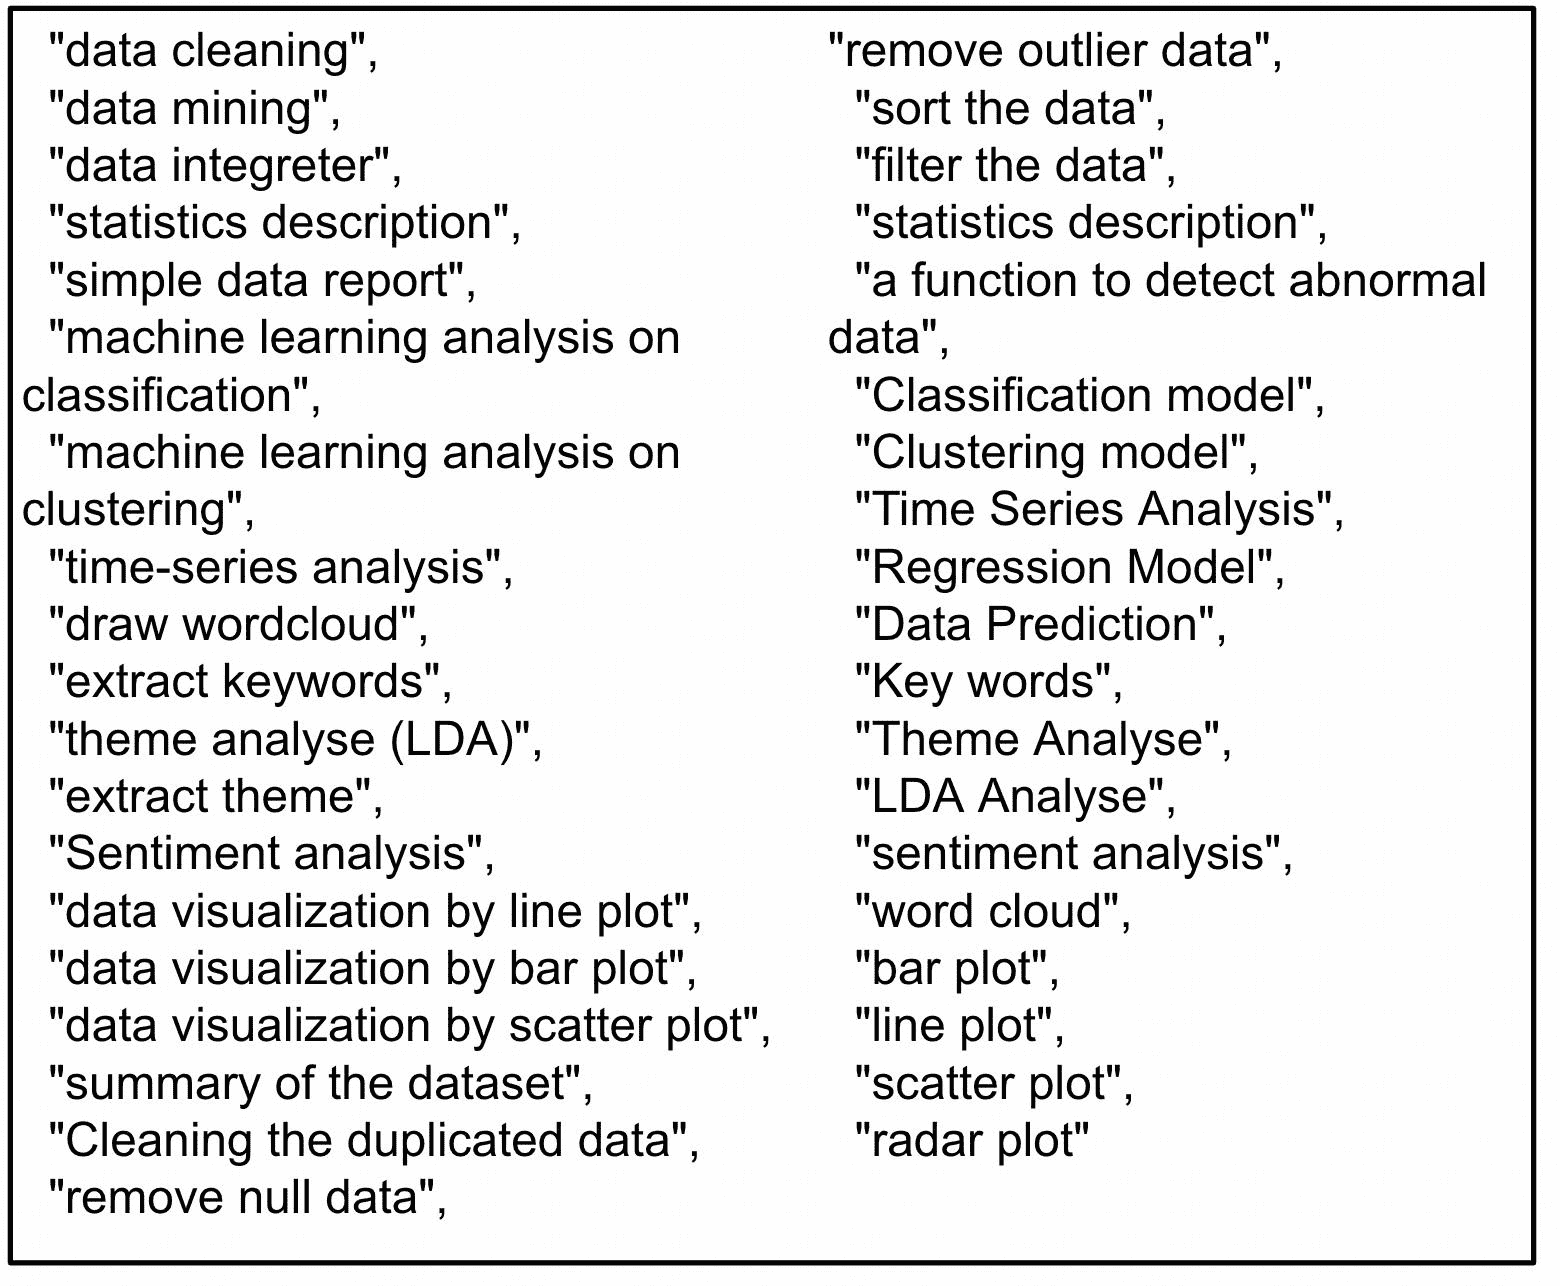 "data cleaning",
"data mining",
"data integreter",
"statistics description",
"simple data report",
"machine learning analysis on
classification",
"machine learning analysis on
clustering",
"time-series analysis",
"draw wordcloud",
"extract keywords",
"theme analyse (LDA)",
"extract theme",
"Sentiment analysis",
"data visualization by line plot",
"data visualization by bar plot",
"data visualization by scatter plot",
"summary of the dataset",
"Cleaning the duplicated data",
"remove null data",
"remove outlier data",
"sort the data",
"filter the data",
"statistics description",
"a function to detect abnormal
data",
"Classification model",
"Clustering model",
"Time Series Analysis",
"Regression Model",
"Data Prediction",
"Key words",
"Theme Analyse",
"LDA Analyse",
"sentiment analysis",
"word cloud",
"bar plot",
"line plot",
"scatter plot",
"radar plot"